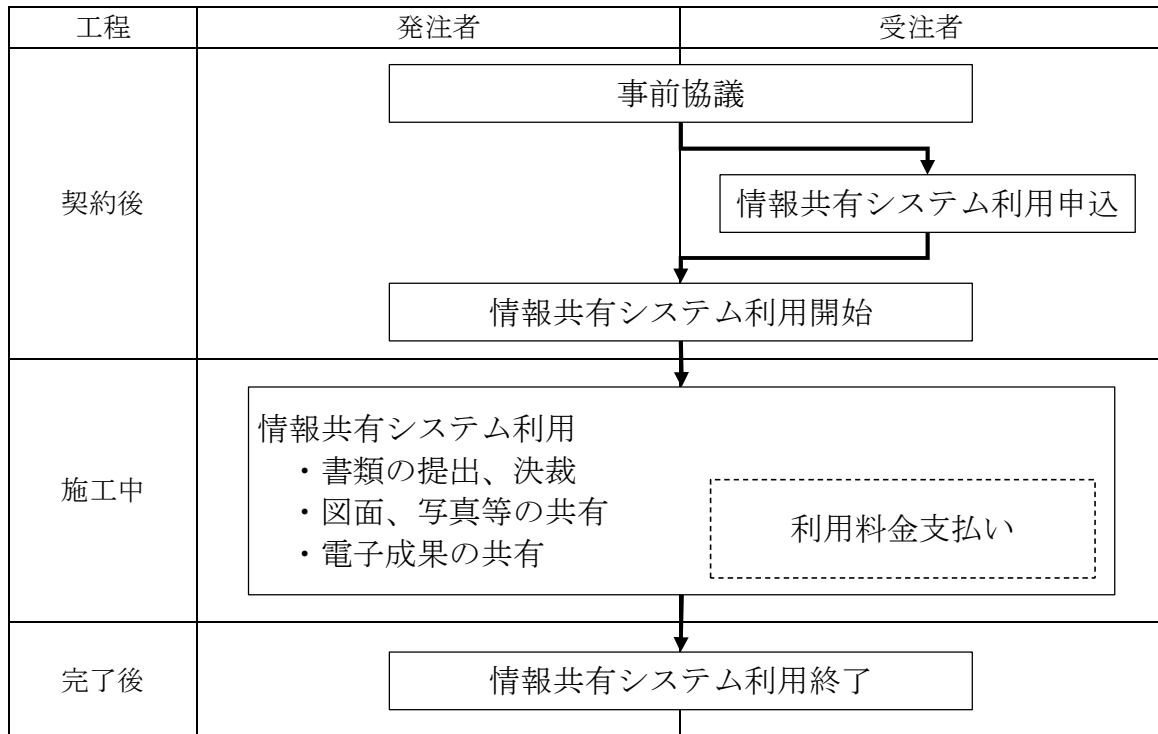 工程
発注者
受注者
契約後
事前協議
情報共有システム利用申込
情報共有システム利用開始
施工中
情報共有システム利用
・書類の提出、決裁
・図面、写真等の共有
・電子成果の共有
利用料金支払い
完了後
情報共有システム利用終了